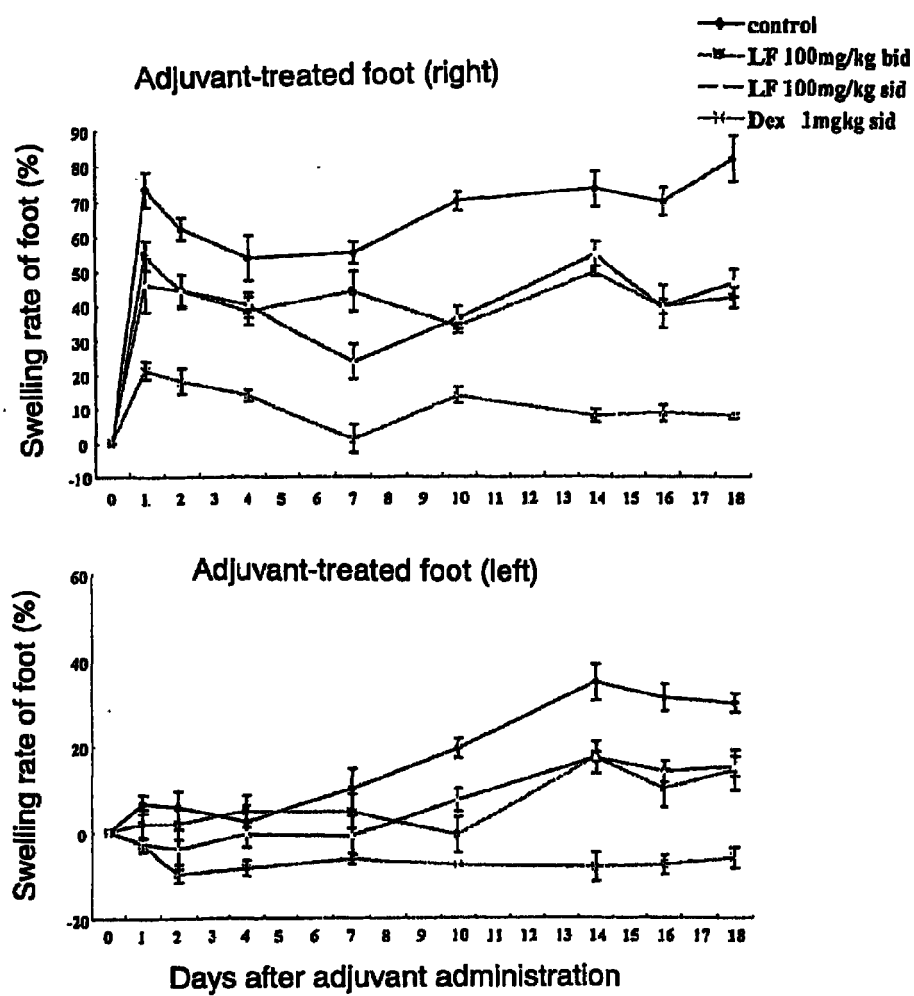 control
LF 100mg/kg bid
LF 100mg/kg sid
Dex 1mgkg sid
Adjuvant-treated foot (right)
Swelling rate of foot (%)
90
80
70
60
50
40
30
20
10
0
-10
0 1 2 4 5 6 7 8 9 10 11 12 13 14 15 16 17 18
Adjuvant-treated foot (left)
Swelling rate of foot (%)
60
40
20
0
-20
0 1 2 3 4 5 6 7 8 9 10 11 12 13 14 15 16 17 18
Days after adjuvant administration